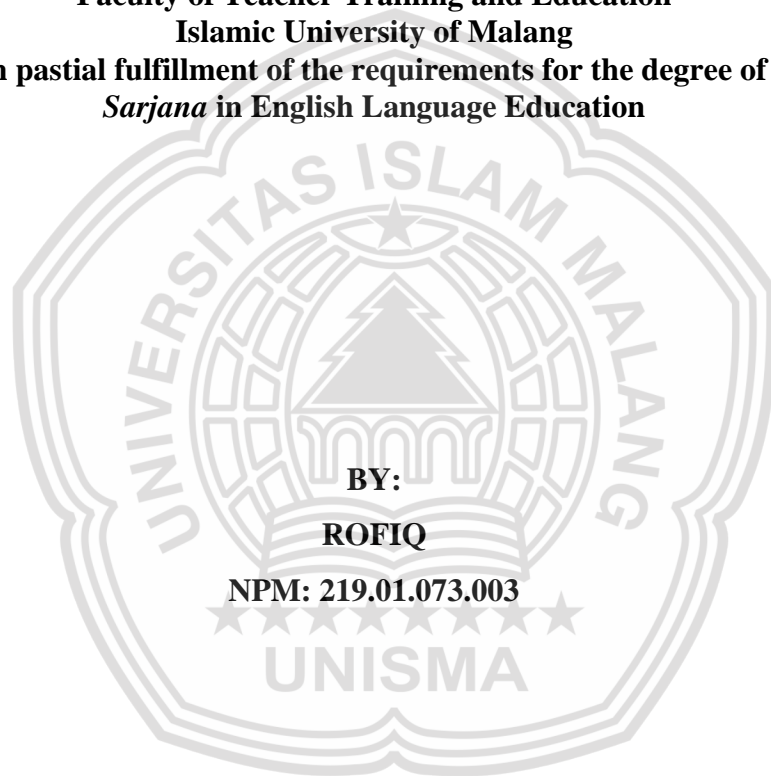 Faculty of Teacher Training and Education
Islamic University of Malang
pastial fulfillment of the requirements for the degree of
Sarjana in English Language Education
UNIVERSITAS ISLAM MALANG
BY:
ROFIQ
NPM: 219.01.073.003
UNISMA